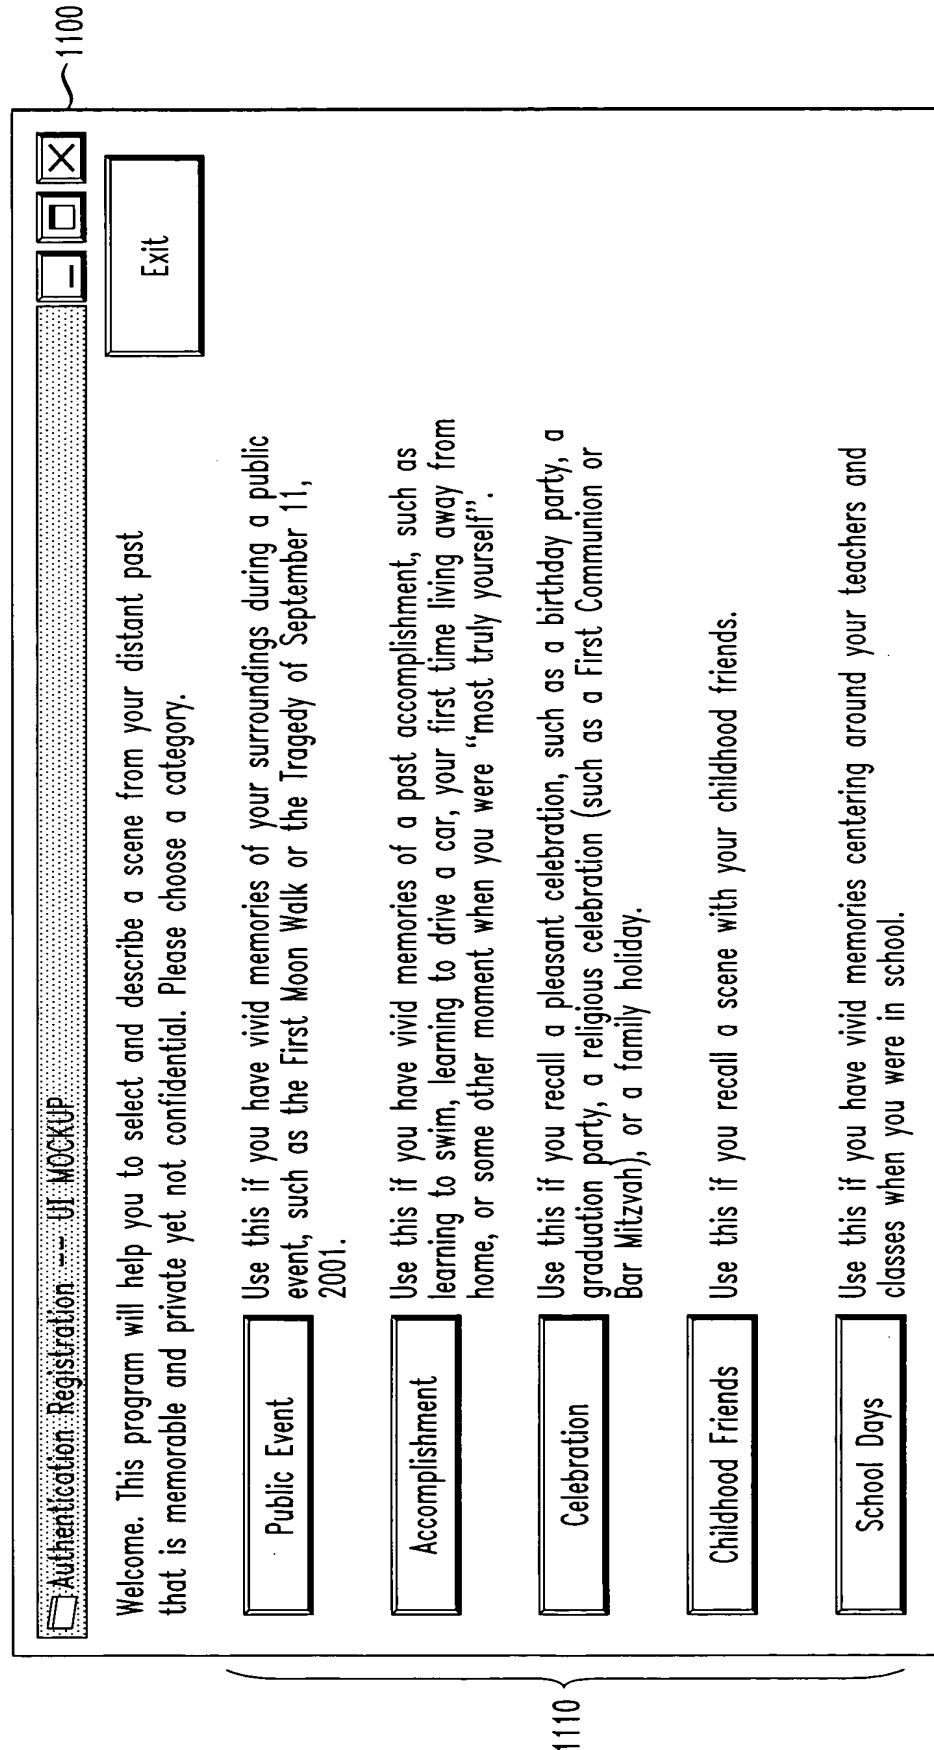 1100
Authentication Registration -- UI MOCKUP
Welcome. This program will help you to select and describe a scene from your distant past
that is memorable and private yet not confidential. Please choose a category.
Exit
Public Event
Use this if you have vivid memories of your surroundings during a public
event, such as the First Moon Walk or the Tragedy of September 11,
2001.
Accomplishment
Use this if you have vivid memories of a past accomplishment, such as
learning to swim, learning to drive a car, your first time living away from
home, or some other moment when you were “most truly yourself”.
Celebration
Use this if you recall a pleasant celebration, such as a birthday party, a
graduation party, a religious celebration (such as a First Communion or
Bar Mitzvah), or a family holiday.
Childhood Friends
Use this if you recall a scene with your childhood friends.
School Days
Use this if you have vivid memories centering around your teachers and
classes when you were in school.
1110